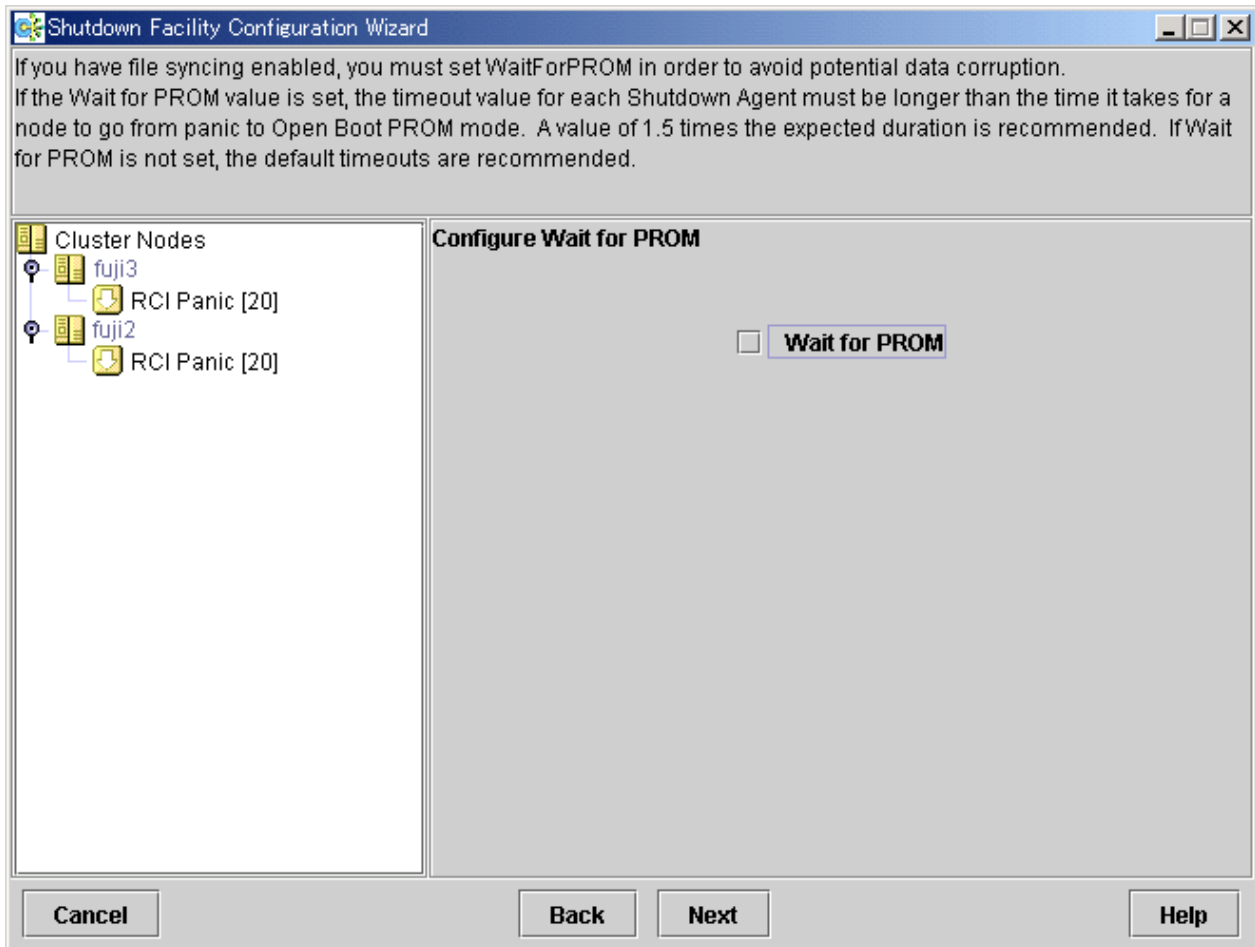 Shutdown Facility Configuration Wizard
If you have file syncing enabled, you must set WaitForPROM in order to avoid potential data corruption.
If the Wait for PROM value is set, the timeout value for each Shutdown Agent must be longer than the time it takes for a
node to go from panic to Open Boot PROM mode. A value of 1.5 times the expected duration is recommended. If Wait
for PROM is not set, the default timeouts are recommended.
Cluster Nodes
fuji3
RCI Panic [20]
fuji2
RCI Panic [20]
Configure Wait for PROM
Wait for PROM
Cancel
Back
Next
Help